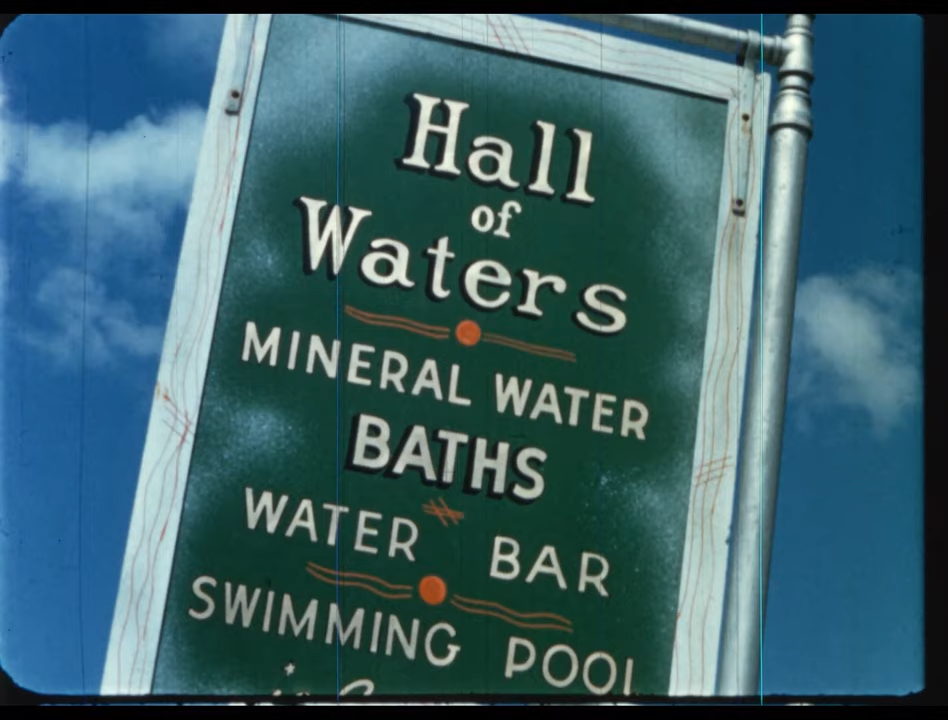 Hall
of
Waters
MINERAL WATER
BATHS
WATER BAR
SWIMMING POOL